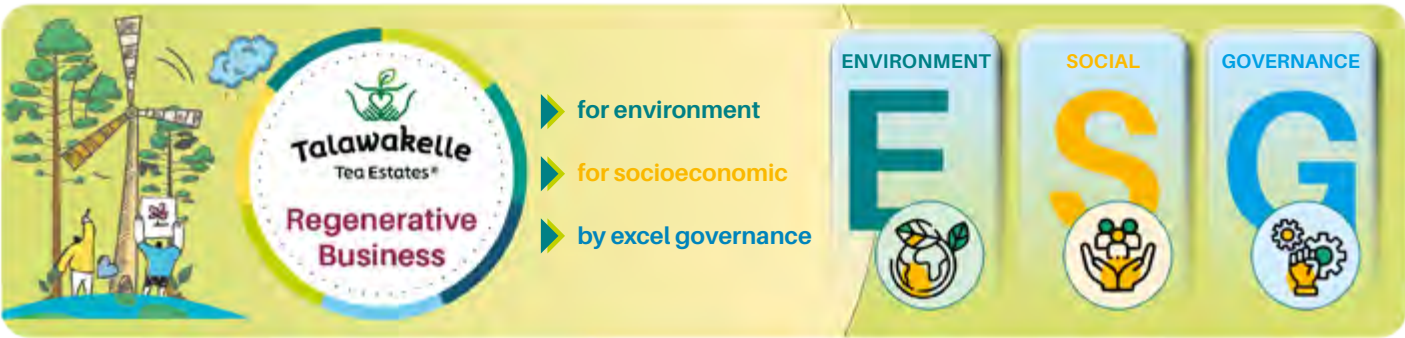 Talawakelle
Tea Estates®
Regenerative
Business
for environment
for socioeconomic
by excel governance
ENVIRONMENT
E
SOCIAL
S
GOVERNANCE
G